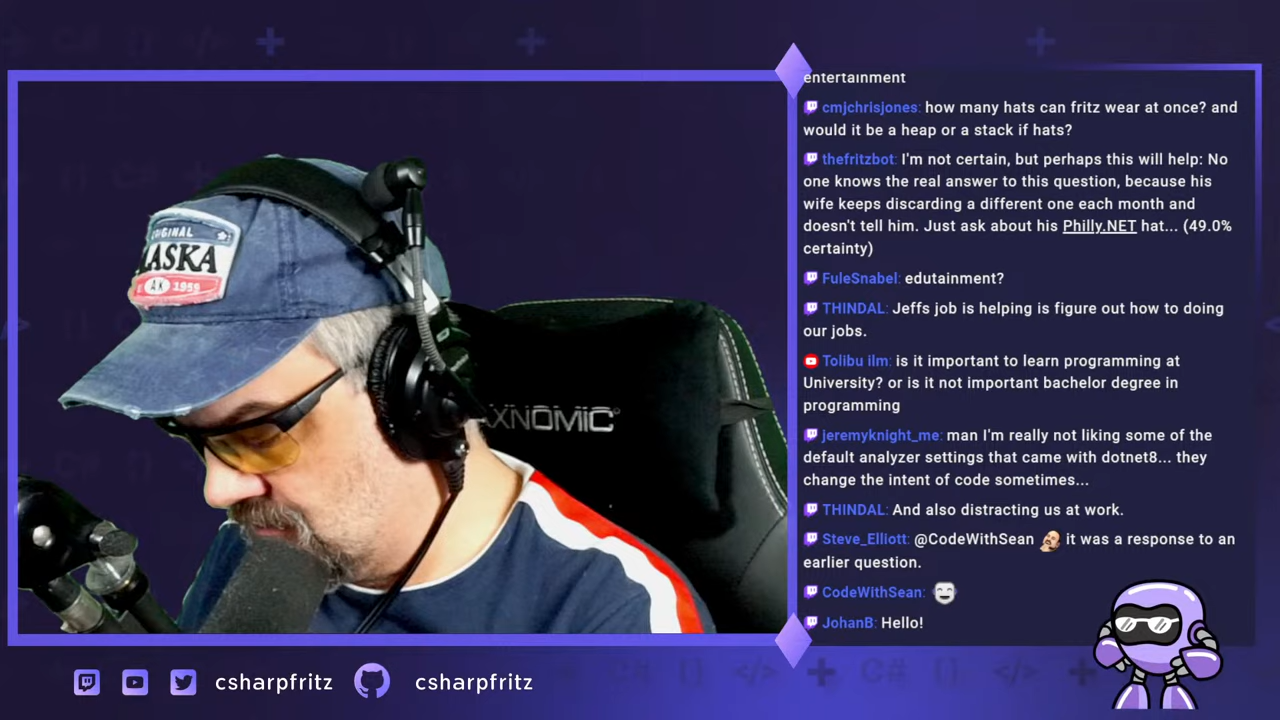 entertainment
cmjchrisjones: how many hats can fritz wear at once? and
would it be a heap or a stack if hats?
thefritzbot: I'm not certain, but perhaps this will help: No
one knows the real answer to this question, because his
wife keeps discarding a different one each month and
doesn't tell him. Just ask about his Philly.NET hat... (49.0%
certainty)
FuleSnabel: edutainment?
THINDAL: Jeffs job is helping is figure out how to doing
our jobs.
Tolibu ilm: is it important to learn programming at
University? or is it not important bachelor degree in
programming
jeremyknight_me: man I'm really not liking some of the
default analyzer settings that came with dotnet8... they
change the intent of code sometimes...
THINDAL: And also distracting us at work.
Steve_Elliott: @CodeWithSean it was a response to an
earlier question.
CodeWithSean:
JohanB: Hello!
ORIGINAL
ALASKA
AK 1959
AXNOMIC
csharpfritz
csharpfritz